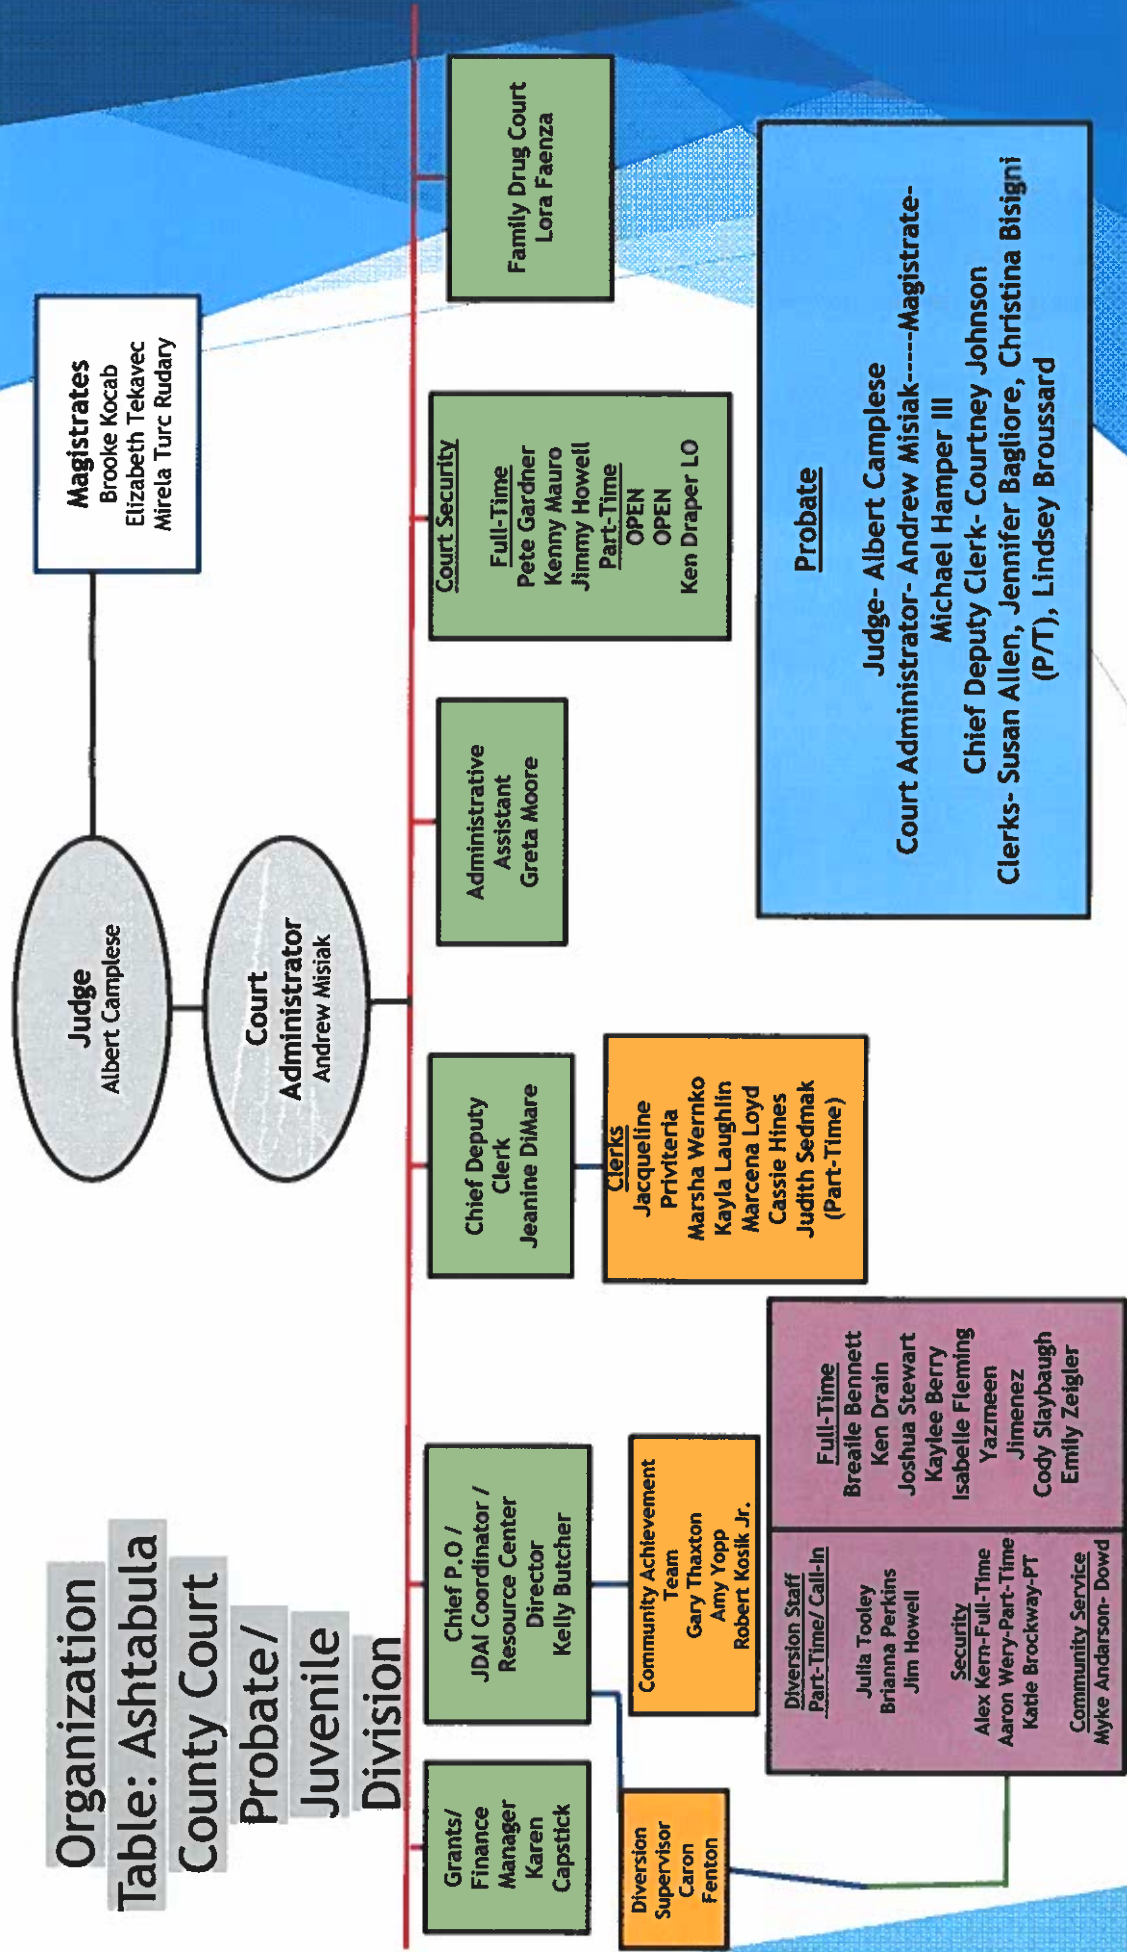 Organization
Table: Ashtabula
County Court
Probate/
Juvenile
Division
Judge
Albert Camplese
Court
Administrator
Andrew Misiak
Magistrates
Brooke Kocab
Elizabeth Tekavec
Mirela Turc Rudary
Grants/
Finance
Manager
Karen
Capstick
Chief P.O /
JDAI Coordinator /
Resource Center
Director
Kelly Butcher
Chief Deputy
Clerk
Jeanine DiMare
Administrative
Assistant
Greta Moore
Court Security
Full-Time
Pete Gardner
Kenny Mauro
Jimmy Howell
Part-Time
OPEN
OPEN
Ken Draper LO
Family Drug Court
Lora Faenza
Diversion
Supervisor
Caron
Fenton
Community Achievement
Team
Gary Thaxton
Amy Yopp
Robert Kosik Jr.
Clerks
Jacqueline
Priviteria
Marsha Wernko
Kayla Laughlin
Marcena Loyd
Cassie Hines
Judith Sedmak
(Part-Time)
Diversion Staff
Part-Time/ Call-In
Julia Tooley
Brianna Perkins
Jim Howell
Security
Alex Kern-Full-Time
Aaron Wery-Part-Time
Katie Brockway-PT
Community Service
Myke Andarson- Dowd
Full-Time
Breaile Bennett
Ken Drain
Joshua Stewart
Kaylee Berry
Isabelle Fleming
Yazmeen
Jimenez
Cody Slaybaugh
Emily Zeigler
Probate
Judge- Albert Camplese
Court Administrator- Andrew Misiak-----Magistrate-
Michael Hamper III
Chief Deputy Clerk- Courtney Johnson
Clerks- Susan Allen, Jennifer Bagliore, Christina Bisigni
(P/T), Lindsey Broussard